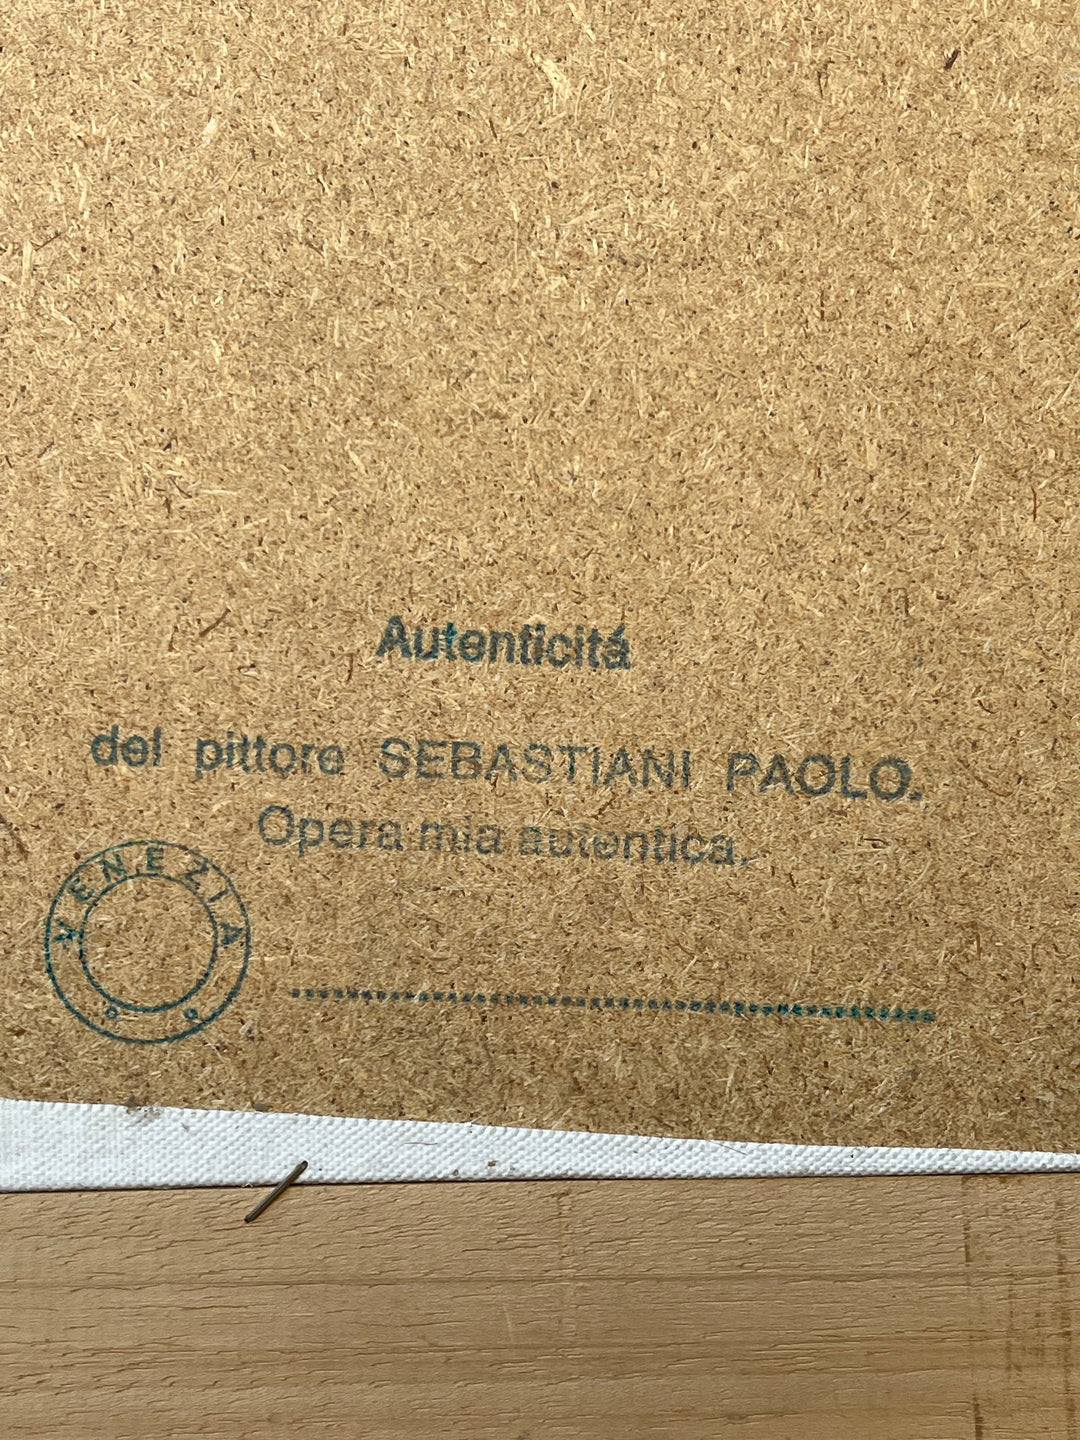 Autenticitá
del pittore SEBASTIANI PAOLO.
Opera mia autentica,
VENEZIA